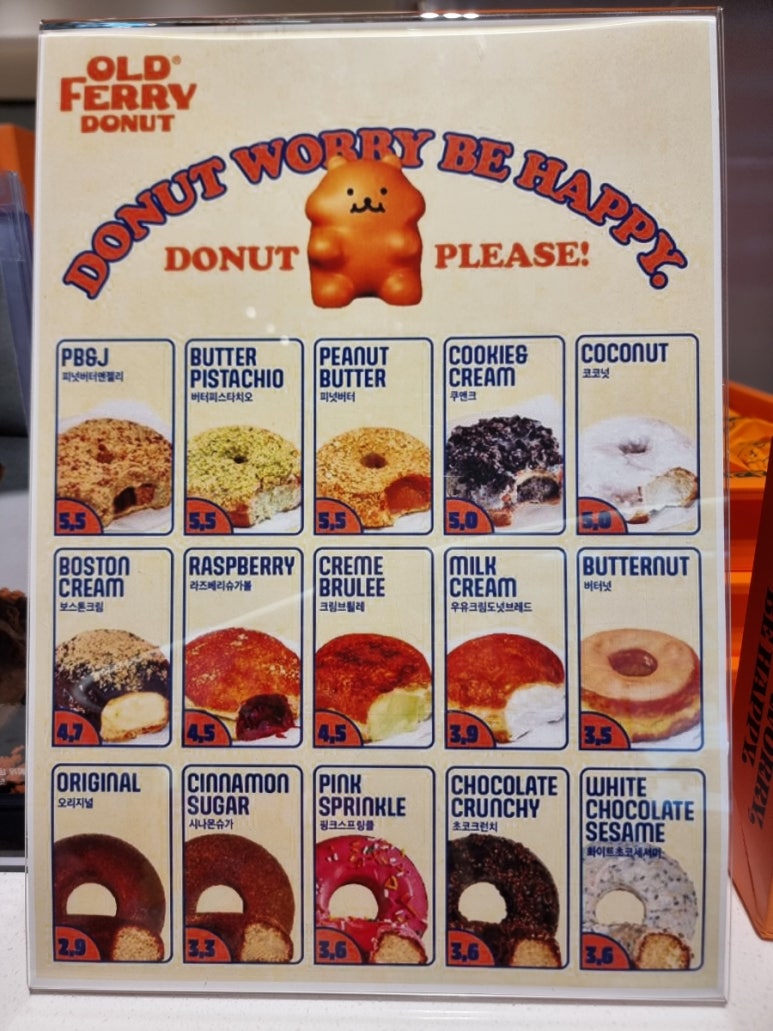 OLD®
FERRY
DONUT
DONUT WORRY BE HAPPY.
DONUT PLEASE!
PB&J
피넛버터앤젤리
5,5
BUTTER
PISTACHIO
버터피스타치오
5,5
PEANUT
BUTTER
피넛버터
5,5
COOKIE&
CREAM
쿠앤크
5,0
COCONUT
코코넛
5,0
BOSTON
CREAM
보스톤크림
4,7
RASPBERRY
라즈베리슈가볼
4,5
CREME
BRULEE
크림브륄레
4,5
MILK
CREAM
우유크림도넛브레드
3,9
BUTTERNUT
버터넛
3,5
ORIGINAL
오리지널
2,9
CINNAMON
SUGAR
시나몬슈가
3,3
PINK
SPRINKLE
핑크스프링클
3,6
CHOCOLATE
CRUNCHY
초코크런치
3,6
WHITE
CHOCOLATE
SESAME
화이트초코세서미
3,6
HAPPY.